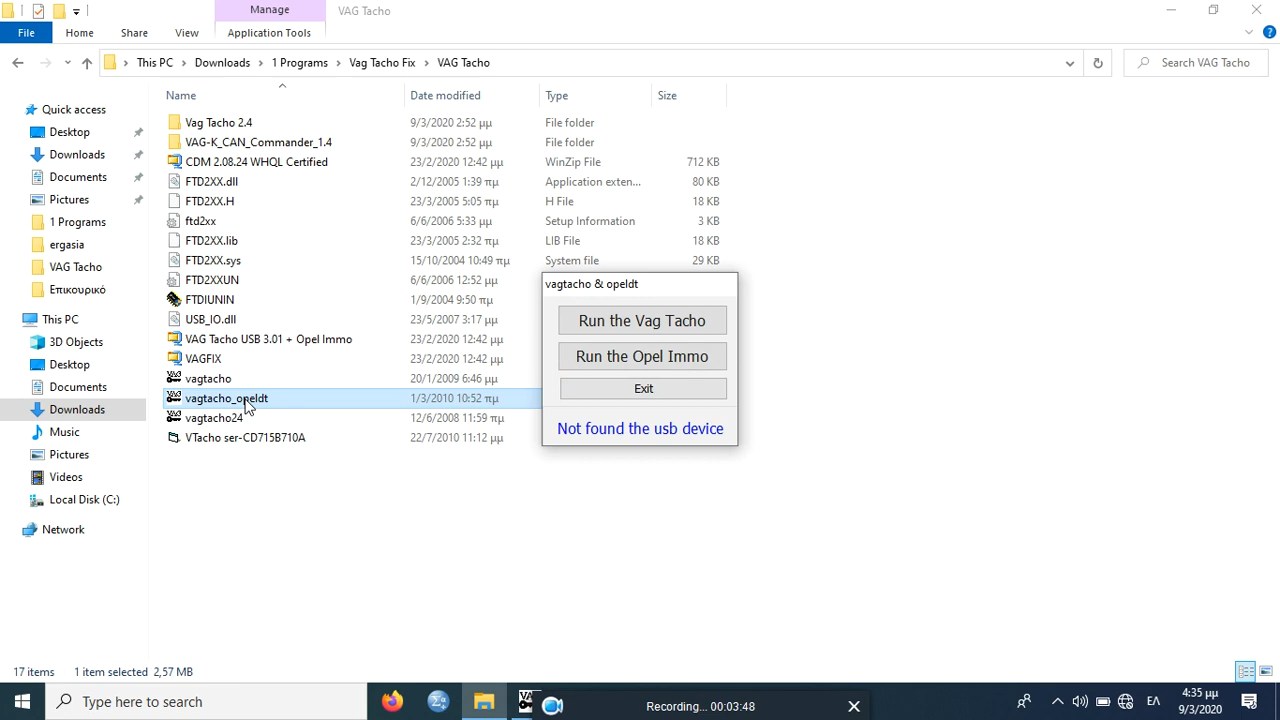 Manage
VAG Tacho
File
Home
Share
View
Application Tools
This PC
Downloads
1 Programs
Vag Tacho Fix
VAG Tacho
Search VAG Tacho
Name
Date modified
Type
Size
Quick access
Desktop
Downloads
Documents
Pictures
1 Programs
ergasia
VAG Tacho
Επικουρικό
This PC
3D Objects
Desktop
Documents
Downloads
Music
Pictures
Videos
Local Disk (C:)
Network
Vag Tacho 2.4 9/3/2020 2:52 μμ File folder
VAG-K_CAN_Commander_1.4 9/3/2020 2:52 μμ File folder
CDM 2.08.24 WHQL Certified 23/2/2020 12:42 μμ WinZip File 712 KB
FTD2XX.dll 2/12/2005 1:39 πμ Application exten... 80 KB
FTD2XX.H 23/3/2005 5:05 πμ H File 18 KB
ftd2xx 6/6/2006 5:33 μμ Setup Information 3 KB
FTD2XX.lib 23/3/2005 2:32 πμ LIB File 18 KB
FTD2XX.sys 15/10/2004 10:49 πμ System file 29 KB
FTD2XXUN 6/6/2006 12:52 μμ
FTDIUNIN 1/9/2004 9:50 πμ
USB_IO.dll 23/5/2007 3:17 μμ
VAG Tacho USB 3.01 + Opel Immo 23/2/2020 12:42 μμ
VAGFIX 23/2/2020 12:42 μμ
vagtacho 20/1/2009 6:46 μμ
vagtacho_opeldt 1/3/2010 10:52 πμ
vagtacho24 12/6/2008 11:59 πμ
VTacho ser-CD715B710A 22/7/2010 11:12 μμ
vagtacho & opeldt
Run the Vag Tacho
Run the Opel Immo
Exit
Not found the usb device
17 items
1 item selected 2,57 MB
Type here to search
Recording... 00:03:48
ΕΛ
4:35 μμ
9/3/2020